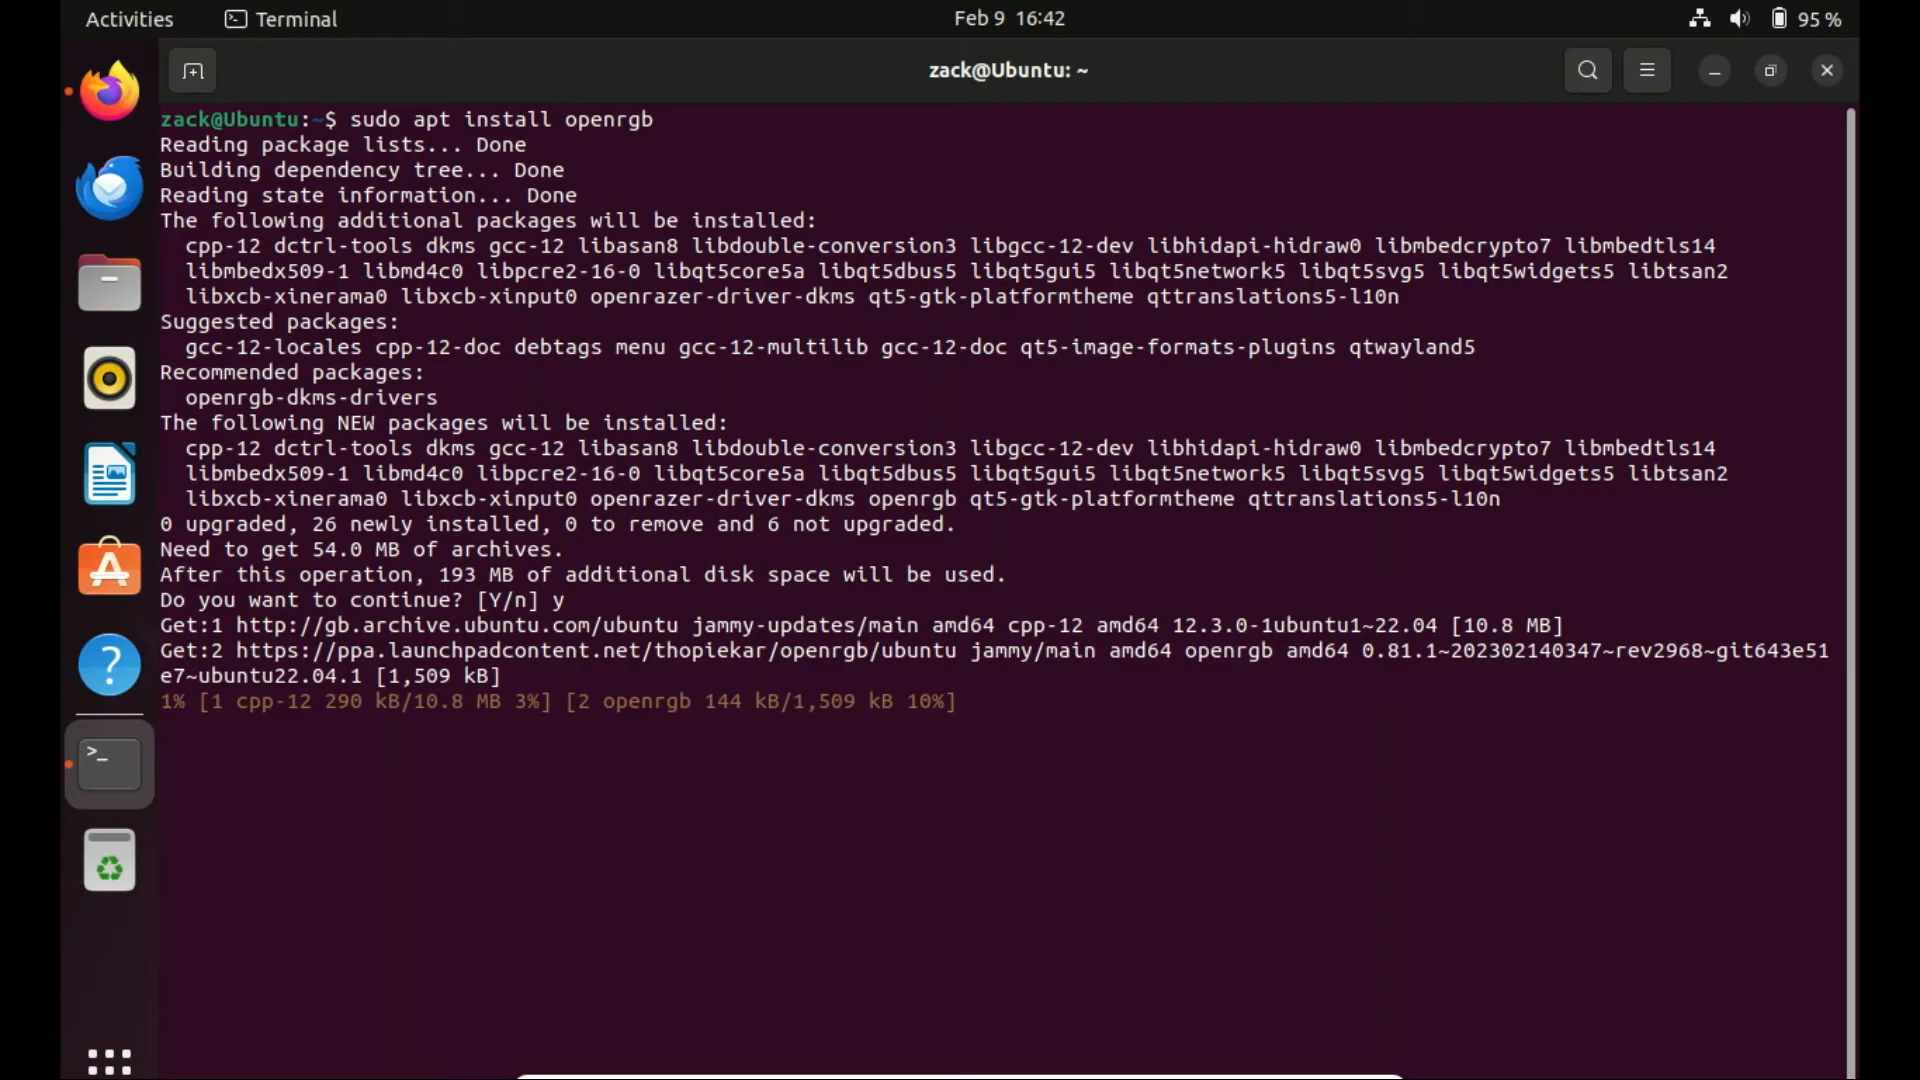 Activities
Terminal
Feb 9 16:42
95 %
zack@Ubuntu: ~
zack@Ubuntu:~$ sudo apt install openrgb
Reading package lists... Done
Building dependency tree... Done
Reading state information... Done
The following additional packages will be installed:
cpp-12 dctrl-tools dkms gcc-12 libasan8 libdouble-conversion3 libgcc-12-dev libhidapi-hidraw0 libmbedcrypto7 libmbedtls14
libmbedx509-1 libmd4c0 libpcre2-16-0 libqt5core5a libqt5dbus5 libqt5gui5 libqt5network5 libqt5svg5 libqt5widgets5 libtsan2
libxcb-xinerama0 libxcb-xinput0 openrazer-driver-dkms qt5-gtk-platformtheme qttranslations5-l10n
Suggested packages:
gcc-12-locales cpp-12-doc debtags menu gcc-12-multilib gcc-12-doc qt5-image-formats-plugins qtwayland5
Recommended packages:
openrgb-dkms-drivers
The following NEW packages will be installed:
cpp-12 dctrl-tools dkms gcc-12 libasan8 libdouble-conversion3 libgcc-12-dev libhidapi-hidraw0 libmbedcrypto7 libmbedtls14
libmbedx509-1 libmd4c0 libpcre2-16-0 libqt5core5a libqt5dbus5 libqt5gui5 libqt5network5 libqt5svg5 libqt5widgets5 libtsan2
libxcb-xinerama0 libxcb-xinput0 openrazer-driver-dkms openrgb qt5-gtk-platformtheme qttranslations5-l10n
0 upgraded, 26 newly installed, 0 to remove and 6 not upgraded.
Need to get 54.0 MB of archives.
After this operation, 193 MB of additional disk space will be used.
Do you want to continue? [Y/n] y
Get:1 http://gb.archive.ubuntu.com/ubuntu jammy-updates/main amd64 cpp-12 amd64 12.3.0-1ubuntu1~22.04 [10.8 MB]
Get:2 https://ppa.launchpadcontent.net/thopiekar/openrgb/ubuntu jammy/main amd64 openrgb amd64 0.81.1~202302140347~rev2968~git643e51
e7~ubuntu22.04.1 [1,509 kB]
1% [1 cpp-12 290 kB/10.8 MB 3%] [2 openrgb 144 kB/1,509 kB 10%]